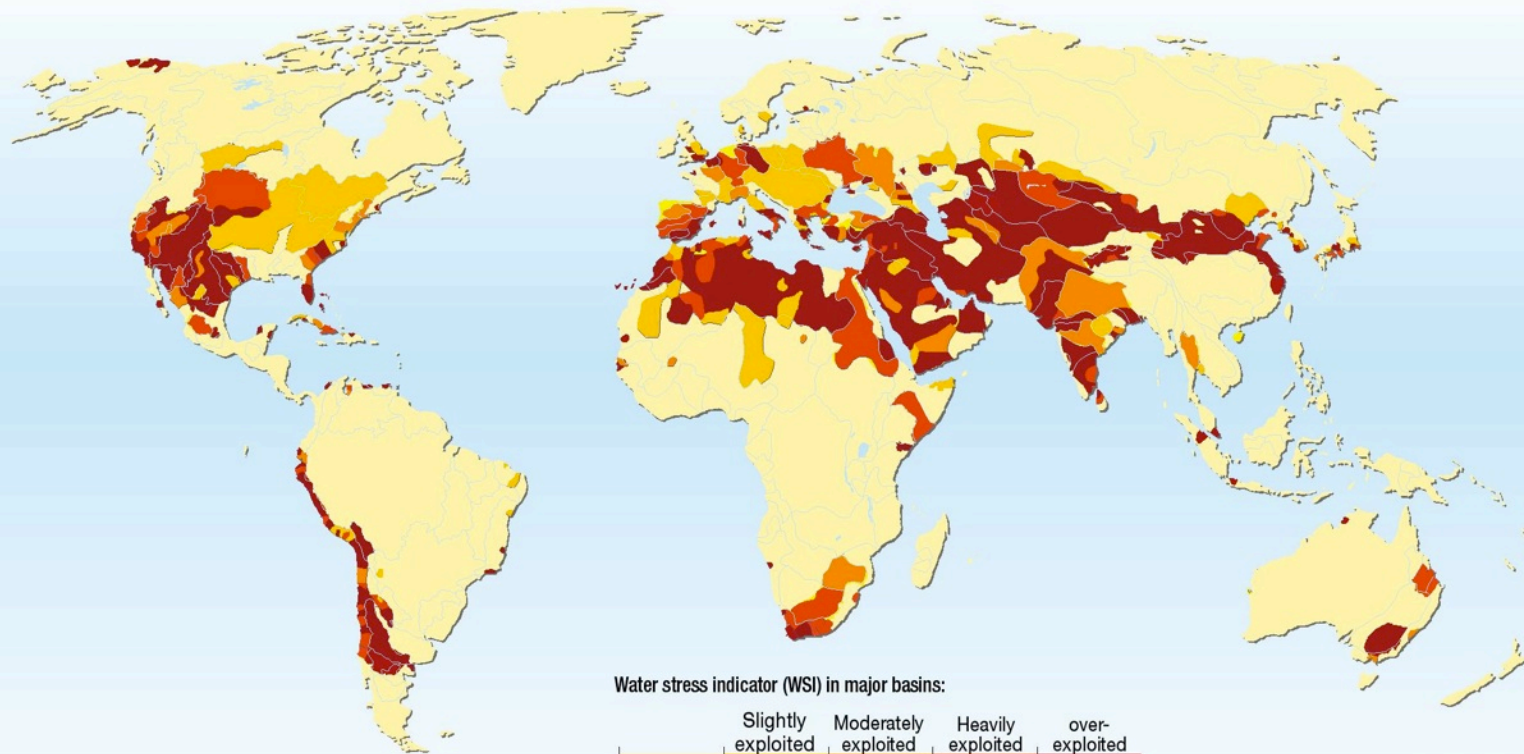 Water stress indicator (WSI) in major basins:
Slightly Moderately Heavily over-
exploited exploited exploited exploited